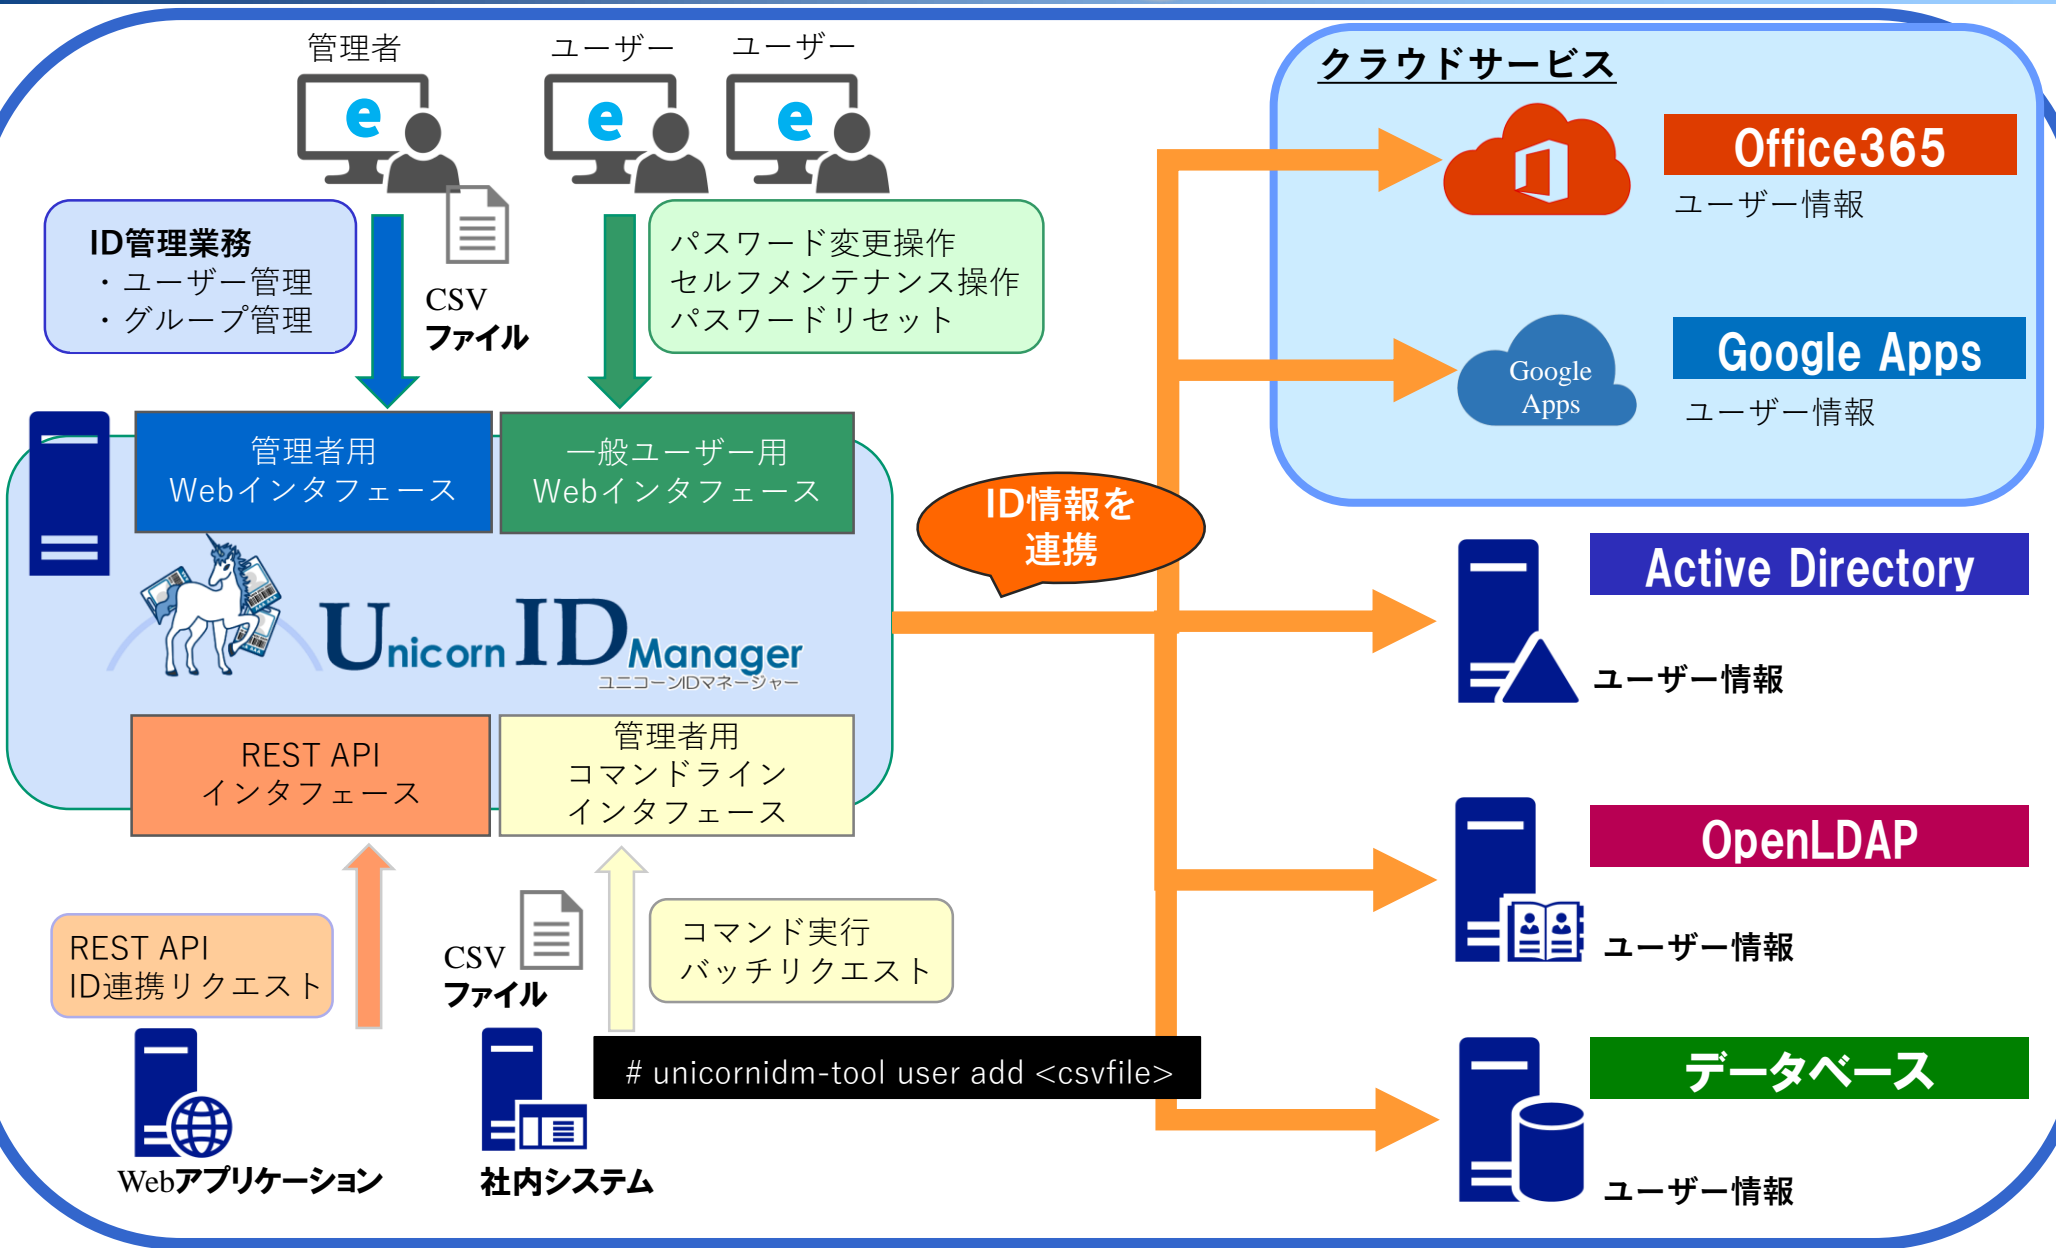 管理者
ユーザー
ユーザー
クラウドサービス
Office365
ユーザー情報
ID管理業務
・ユーザー管理
・グループ管理
CSV
ファイル
パスワード変更操作
セルフメンテナンス操作
パスワードリセット
Google
Apps
Google Apps
ユーザー情報
管理者用
Webインタフェース
一般ユーザー用
Webインタフェース
ID情報を
連携
Unicorn ID Manager
ユニコーンIDマネージャー
Active Directory
ユーザー情報
REST API
インタフェース
管理者用
コマンドライン
インタフェース
OpenLDAP
ユーザー情報
REST API
ID連携リクエスト
CSV
ファイル
コマンド実行
バッチリクエスト
# unicornidm-tool user add <csvfile>
データベース
ユーザー情報
Webアプリケーション
社内システム